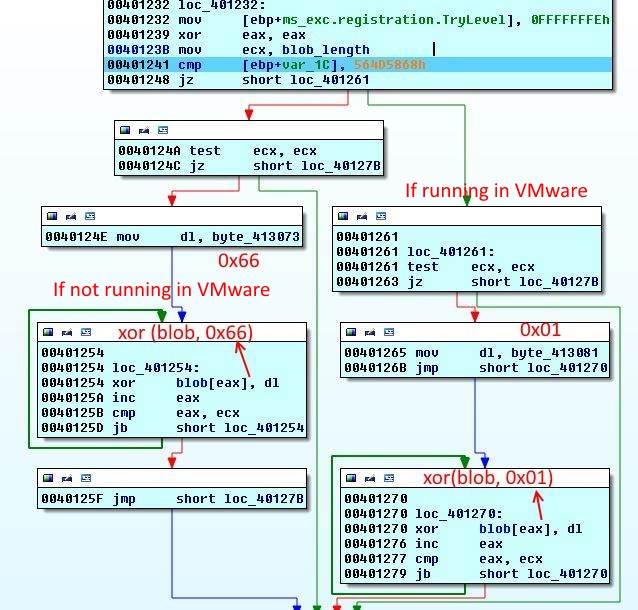 00401232 loc_401232:
00401232 mov [ebp+ms_exc.registration.TryLevel], 0FFFFFFFEh
00401239 xor eax, eax
0040123B mov ecx, blob_length
00401241 cmp [ebp+var_1C], 564D5868h
00401248 jz short loc_401261
0040124A test ecx, ecx
0040124C jz short loc_40127B
If running in VMware
0040124E mov dl, byte_413073
0x66
If not running in VMware
00401261
00401261 loc_401261:
00401261 test ecx, ecx
00401263 jz short loc_40127B
xor (blob, 0x66)
00401254
00401254 loc_401254:
00401254 xor blob[eax], dl
0040125A inc eax
0040125B cmp eax, ecx
0040125D jb short loc_401254
0x01
00401265 mov dl, byte_413081
0040126B jmp short loc_401270
0040125F jmp short loc_40127B
xor(blob, 0x01)
00401270
00401270 loc_401270:
00401270 xor blob[eax], dl
00401276 inc eax
00401277 cmp eax, ecx
00401279 jb short loc_401270